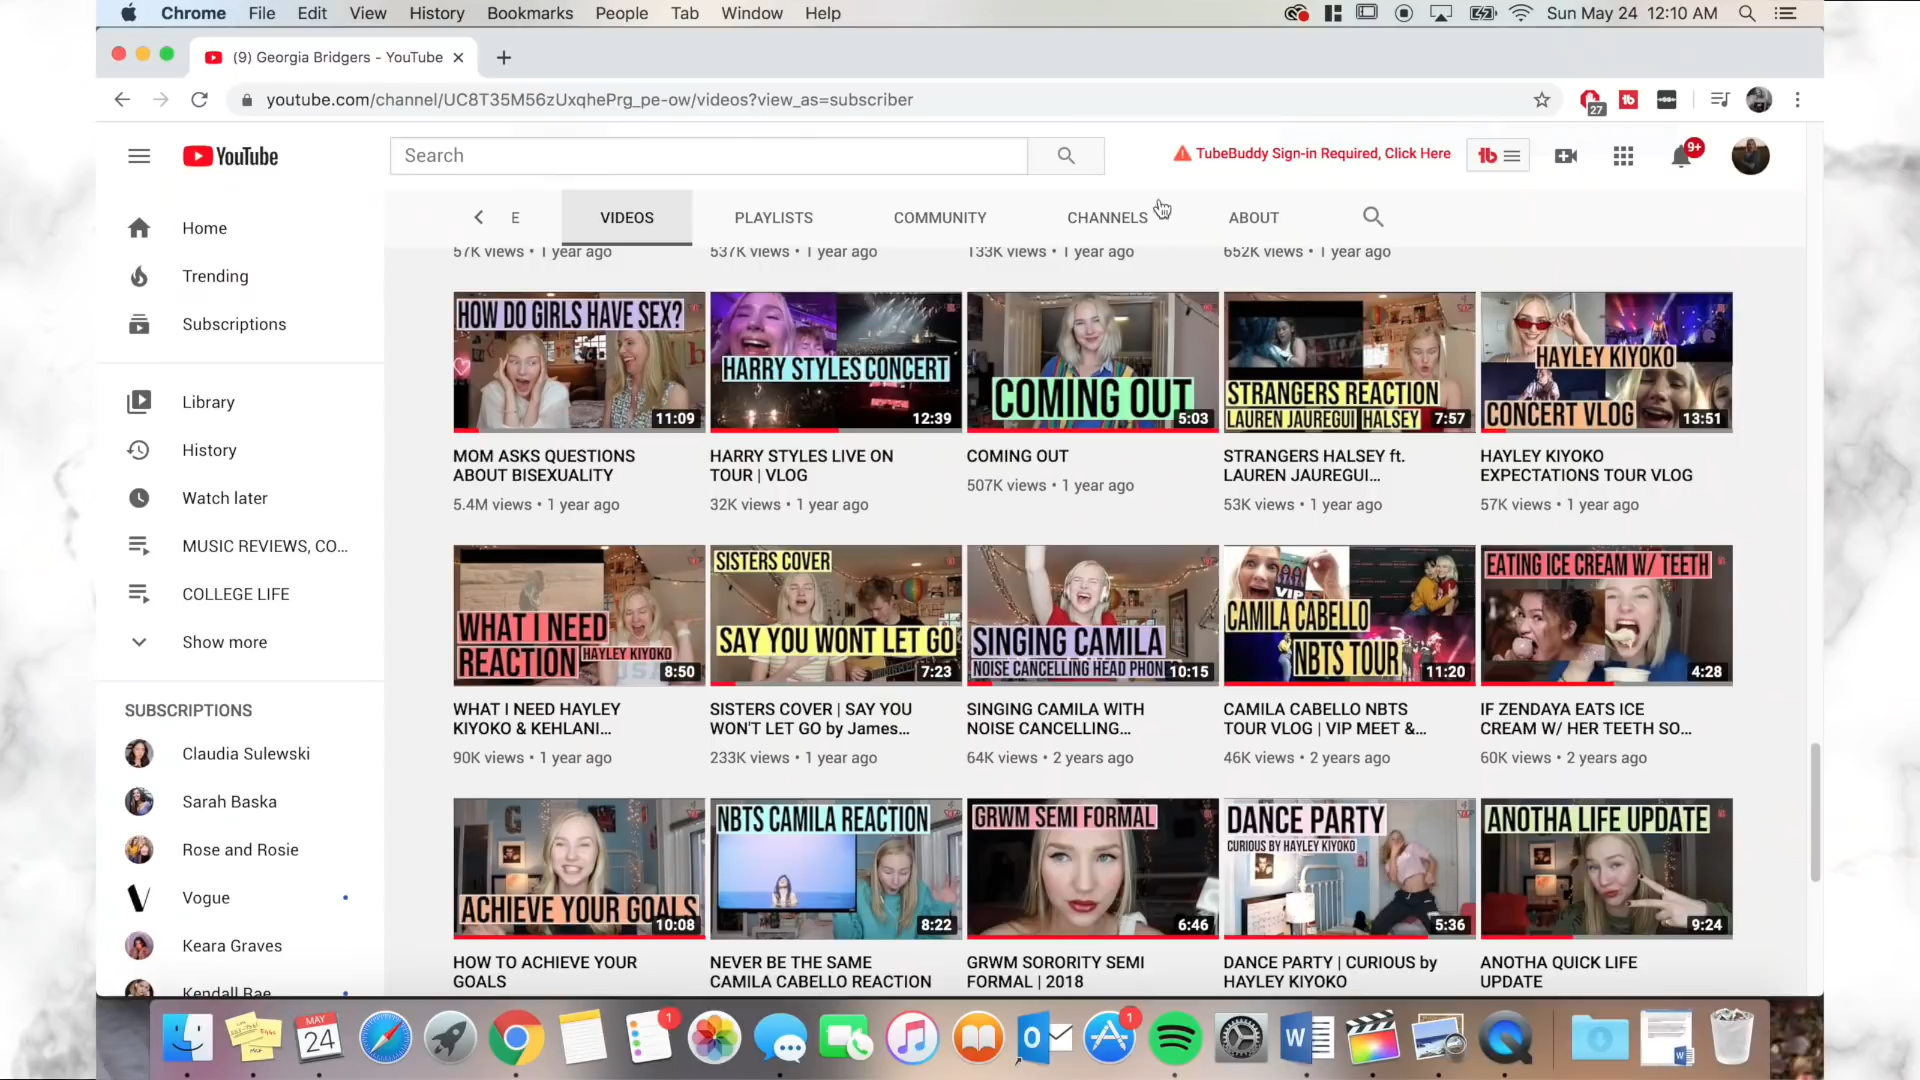 Chrome File Edit View History Bookmarks People Tab Window Help
Sun May 24 12:10 AM
(9) Georgia Bridgers - YouTube
youtube.com/channel/UC8T35M56zUxqhePrg_pe-ow/videos?view_as=subscriber
27
YouTube
Search
TubeBuddy Sign-in Required, Click Here
9+
E VIDEOS PLAYLISTS COMMUNITY CHANNELS ABOUT
Home
Trending
Subscriptions
Library
History
Watch later
MUSIC REVIEWS, CO...
COLLEGE LIFE
Show more
SUBSCRIPTIONS
Claudia Sulewski
Sarah Baska
Rose and Rosie
Vogue
Keara Graves
Kendall Rae
57K views • 1 year ago
537K views • 1 year ago
133K views • 1 year ago
652K views • 1 year ago
HOW DO GIRLS HAVE SEX?
11:09
HARRY STYLES CONCERT
12:39
COMING OUT
5:03
STRANGERS REACTION
LAUREN JAUREGUI HALSEY
7:57
HAYLEY KIYOKO
CONCERT VLOG
13:51
MOM ASKS QUESTIONS
ABOUT BISEXUALITY
5.4M views • 1 year ago
HARRY STYLES LIVE ON
TOUR | VLOG
32K views • 1 year ago
COMING OUT
507K views • 1 year ago
STRANGERS HALSEY ft.
LAUREN JAUREGUI...
53K views • 1 year ago
HAYLEY KIYOKO
EXPECTATIONS TOUR VLOG
57K views • 1 year ago
WHAT I NEED
REACTION
HAYLEY KIYOKO
8:50
SISTERS COVER
SAY YOU WONT LET GO
7:23
SINGING CAMILA
NOISE CANCELLING HEAD PHON
10:15
VIP
CAMILA CABELLO
NBTS TOUR
11:20
EATING ICE CREAM W/ TEETH
4:28
WHAT I NEED HAYLEY
KIYOKO & KEHLANI...
90K views • 1 year ago
SISTERS COVER | SAY YOU
WON'T LET GO by James...
233K views • 1 year ago
SINGING CAMILA WITH
NOISE CANCELLING...
64K views • 2 years ago
CAMILA CABELLO NBTS
TOUR VLOG | VIP MEET &...
46K views • 2 years ago
IF ZENDAYA EATS ICE
CREAM W/ HER TEETH SO...
60K views • 2 years ago
ACHIEVE YOUR GOALS
10:08
NBTS CAMILA REACTION
8:22
GRWM SEMI FORMAL
6:46
DANCE PARTY
CURIOUS BY HAYLEY KIYOKO
5:36
ANOTHA LIFE UPDATE
9:24
HOW TO ACHIEVE YOUR
GOALS
NEVER BE THE SAME
CAMILA CABELLO REACTION
GRWM SORORITY SEMI
FORMAL | 2018
DANCE PARTY | CURIOUS by
HAYLEY KIYOKO
ANOTHA QUICK LIFE
UPDATE
MAY
24
1
1